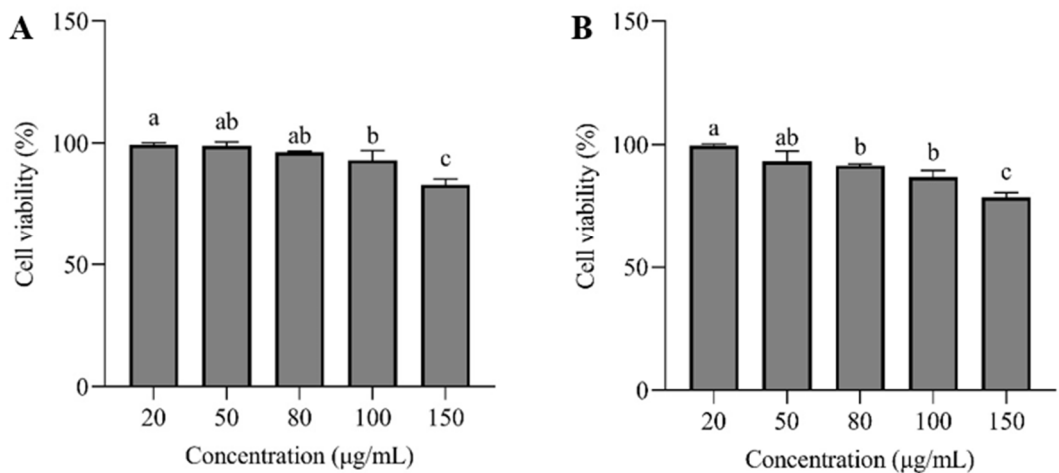 A
Cell viability (%)
150
100
50
0
a
ab
ab
b
c
20 50 80 100 150
Concentration (μg/mL)
B
Cell viability (%)
150
100
50
0
a
ab
b
b
c
20 50 80 100 150
Concentration (μg/mL)